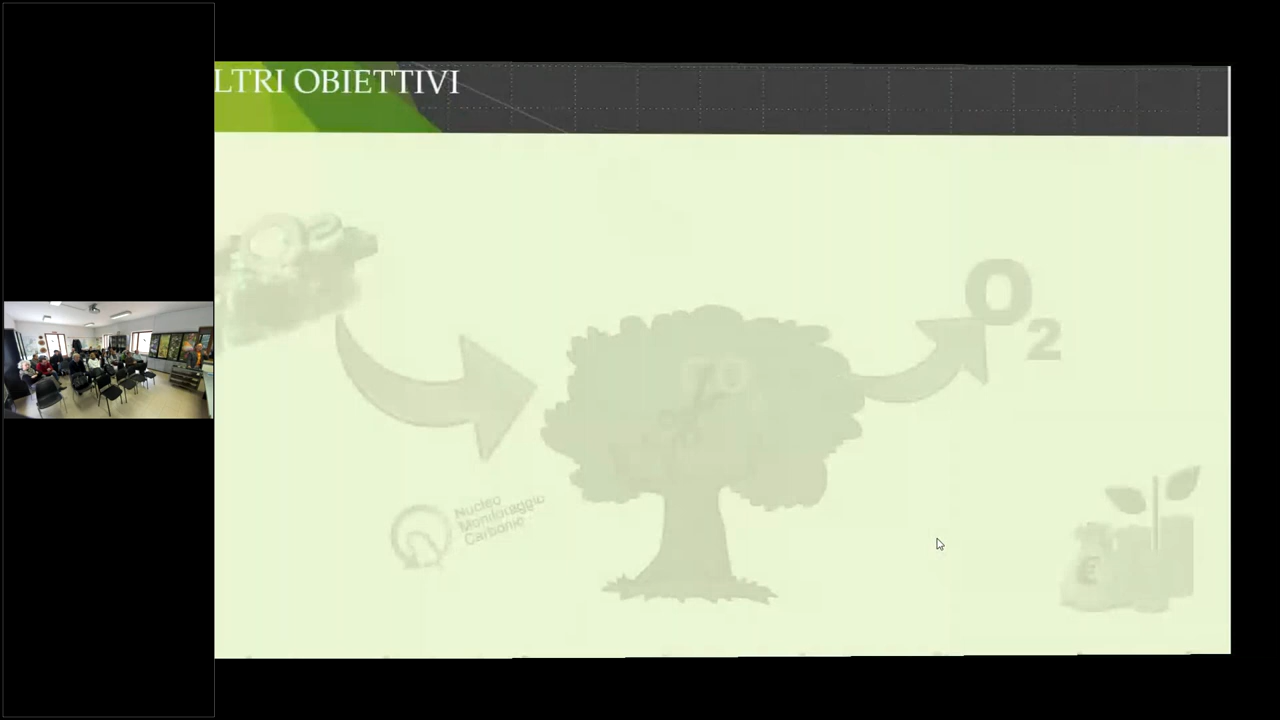 LTRI OBIETTIVI
O2
Nucleo
Monitoraggio
Carbonio
€